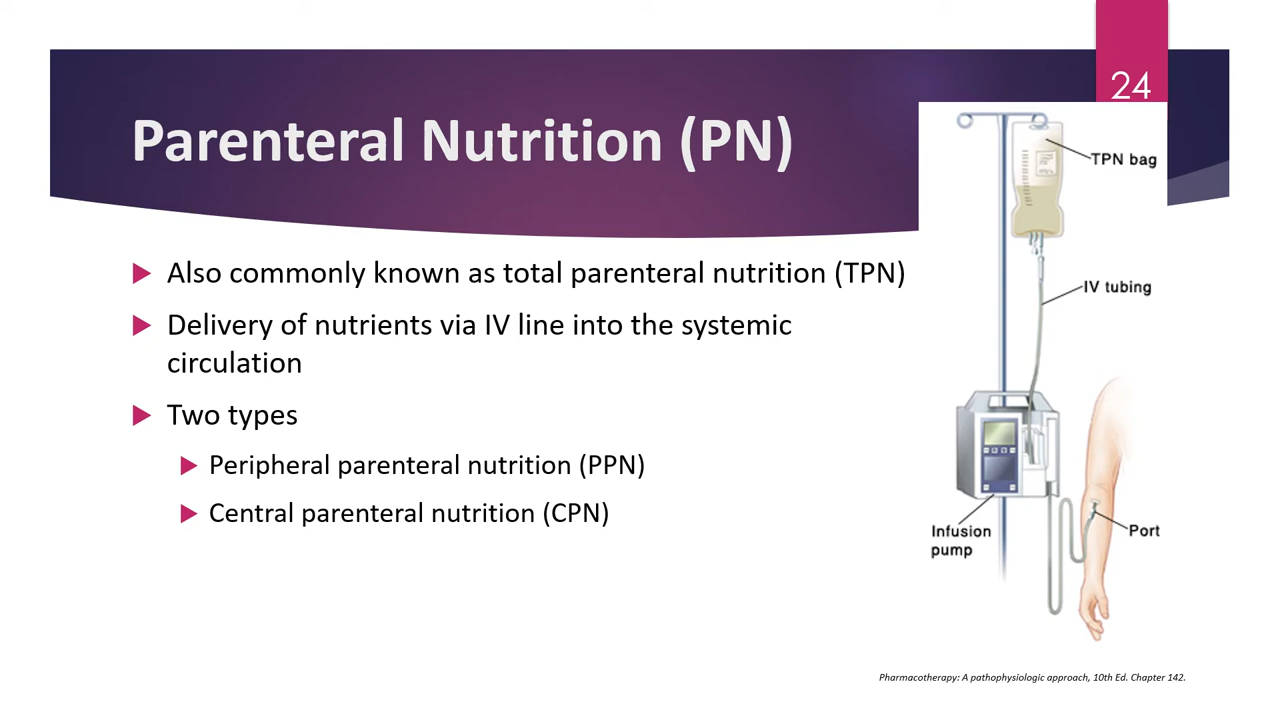 24
Parenteral Nutrition (PN)
Also commonly known as total parenteral nutrition (TPN)
Delivery of nutrients via IV line into the systemic
circulation
Two types
Peripheral parenteral nutrition (PPN)
Central parenteral nutrition (CPN)
TPN bag
IV tubing
Infusion
pump
Port
Pharmacotherapy: A pathophysiologic approach, 10th Ed. Chapter 142.